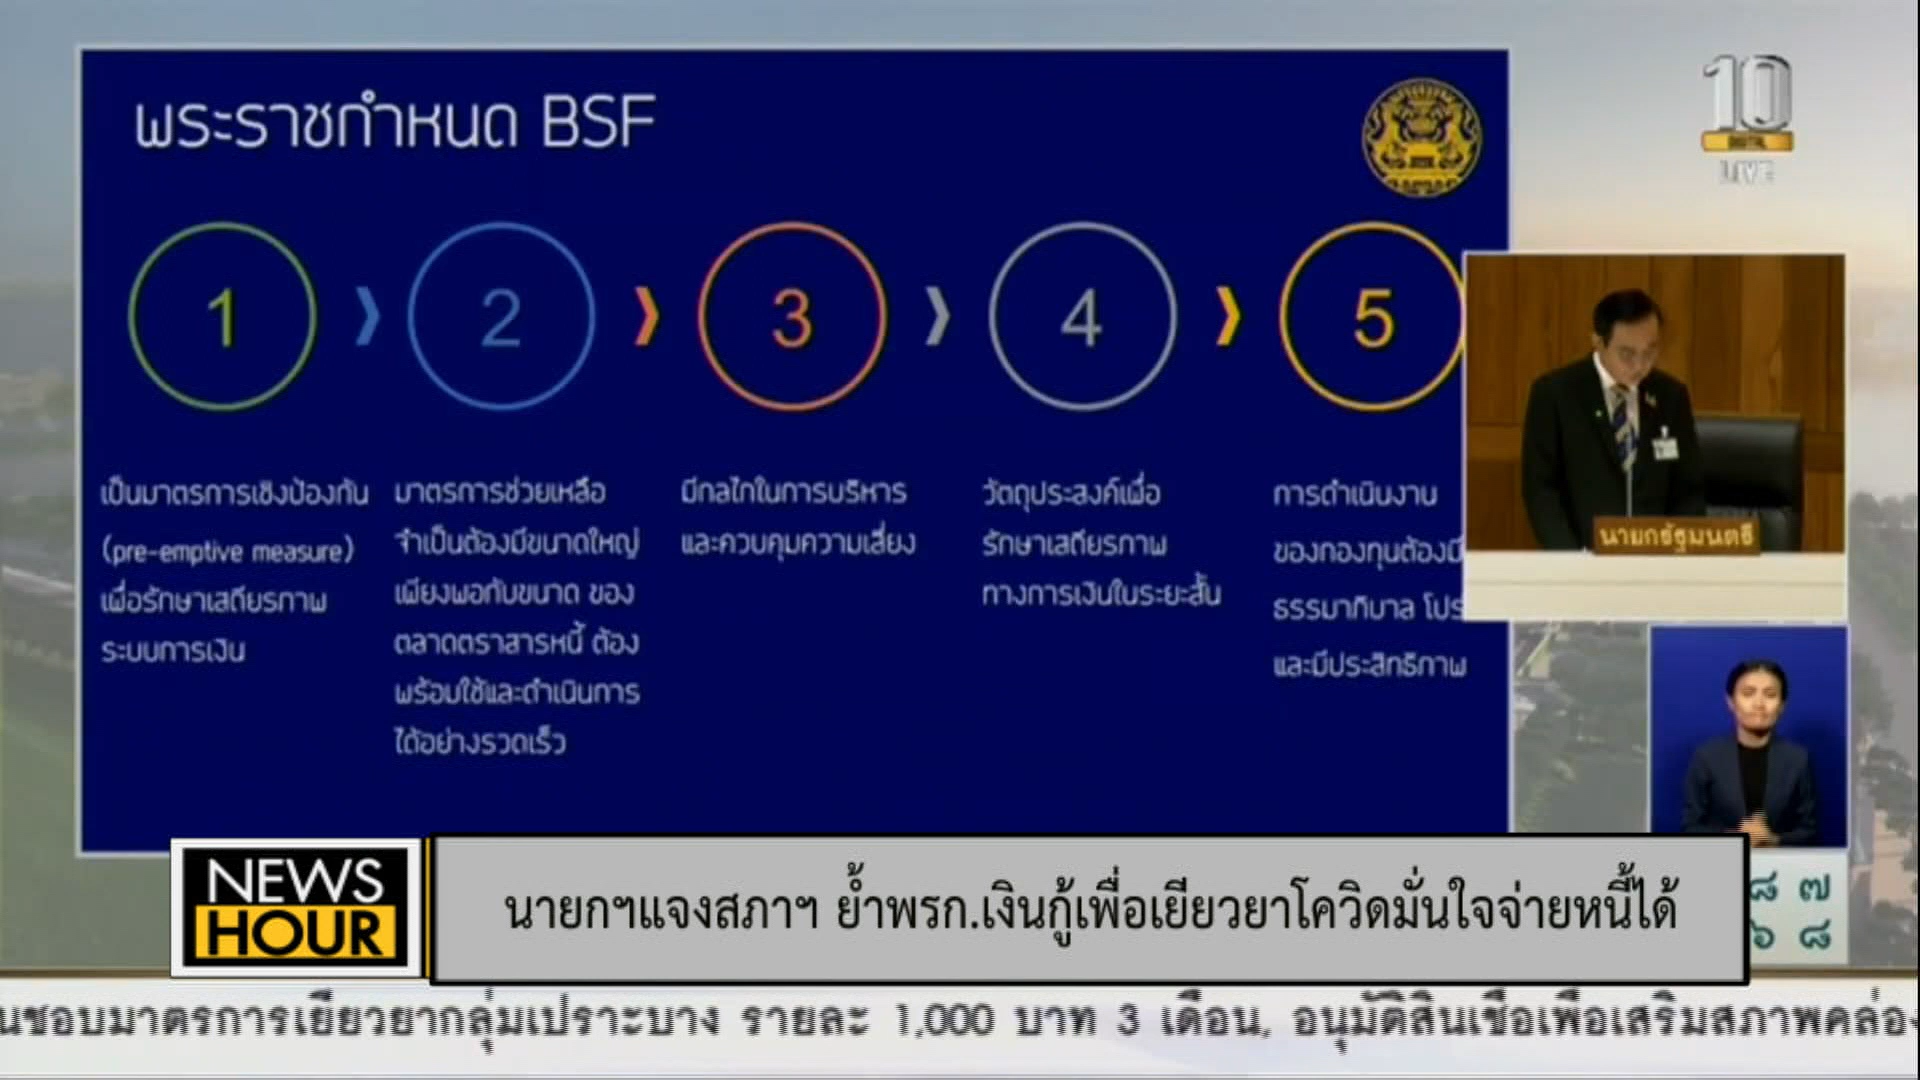 พระราชกำหนด BSF
10
DIGITAL
LIVE
1
2
3
4
5
เป็นมาตรการเชิงป้องกัน
(pre-emptive measure)
เพื่อรักษาเสถียรภาพ
ระบบการเงิน
มาตรการช่วยเหลือ
จำเป็นต้องมีขนาดใหญ่
เพียงพอกับขนาด ของ
ตลาดตราสารหนี้ ต้อง
พร้อมใช้และดำเนินการ
ได้อย่างรวดเร็ว
มีกลไกในการบริหาร
และควบคุมความเสี่ยง
วัตถุประสงค์เพื่อ
รักษาเสถียรภาพ
ทางการเงินในระยะสั้น
การดำเนินงาน
ของกองทุนต้องมี
ธรรมาภิบาล โปร
และมีประสิทธิภาพ
นายกรัฐมนตรี
NEWS
HOUR
นายกฯแจงสภาฯ ย้ำพรก.เงินกู้เพื่อเยียวยาโควิดมั่นใจจ่ายหนี้ได้
๘ ๗
๖ ๘
นชอบมาตรการเยียวยากลุ่มเปราะบาง รายละ 1,000 บาท 3 เดือน, อนุมัติสินเชื่อเพื่อเสริมสภาพคล่อง